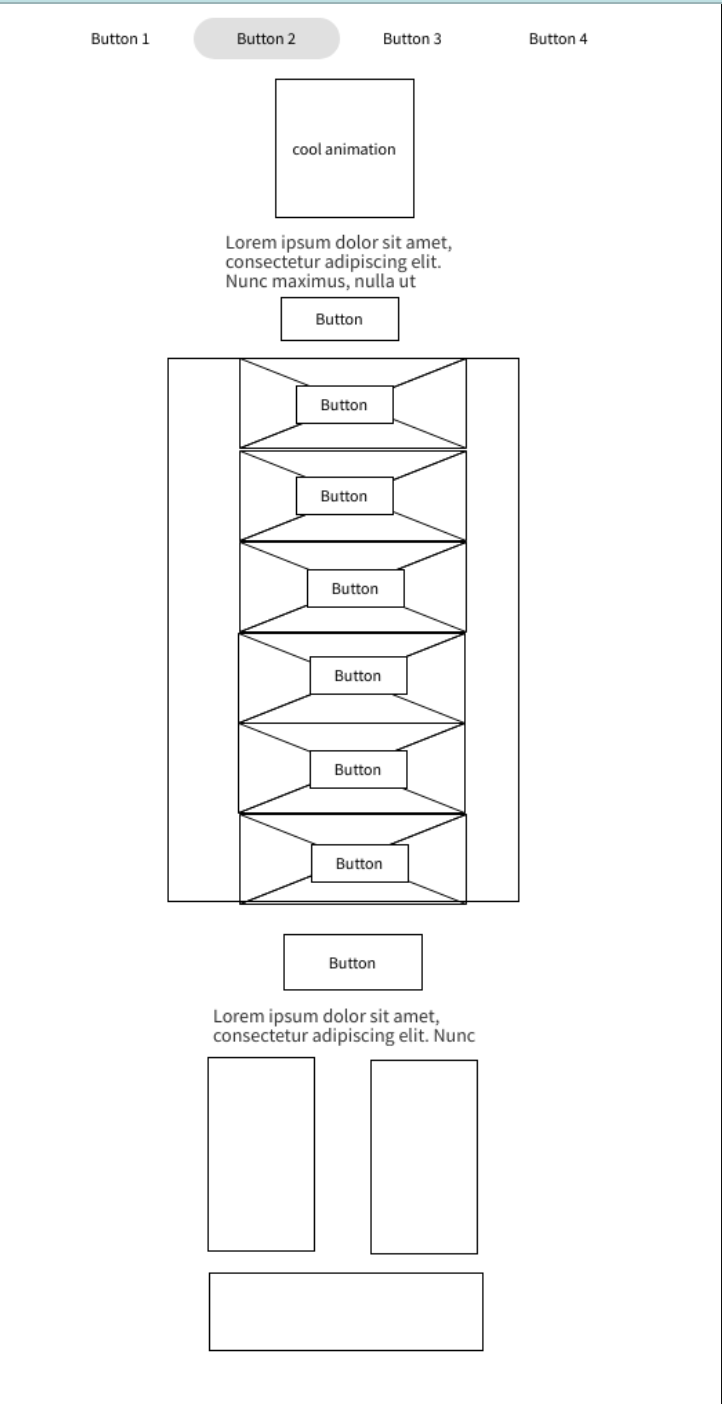 Button 1 Button 2 Button 3 Button 4
cool animation
Lorem ipsum dolor sit amet,
consectetur adipiscing elit.
Nunc maximus, nulla ut
Button
Button
Button
Button
Button
Button
Button
Button
Lorem ipsum dolor sit amet,
consectetur adipiscing elit. Nunc